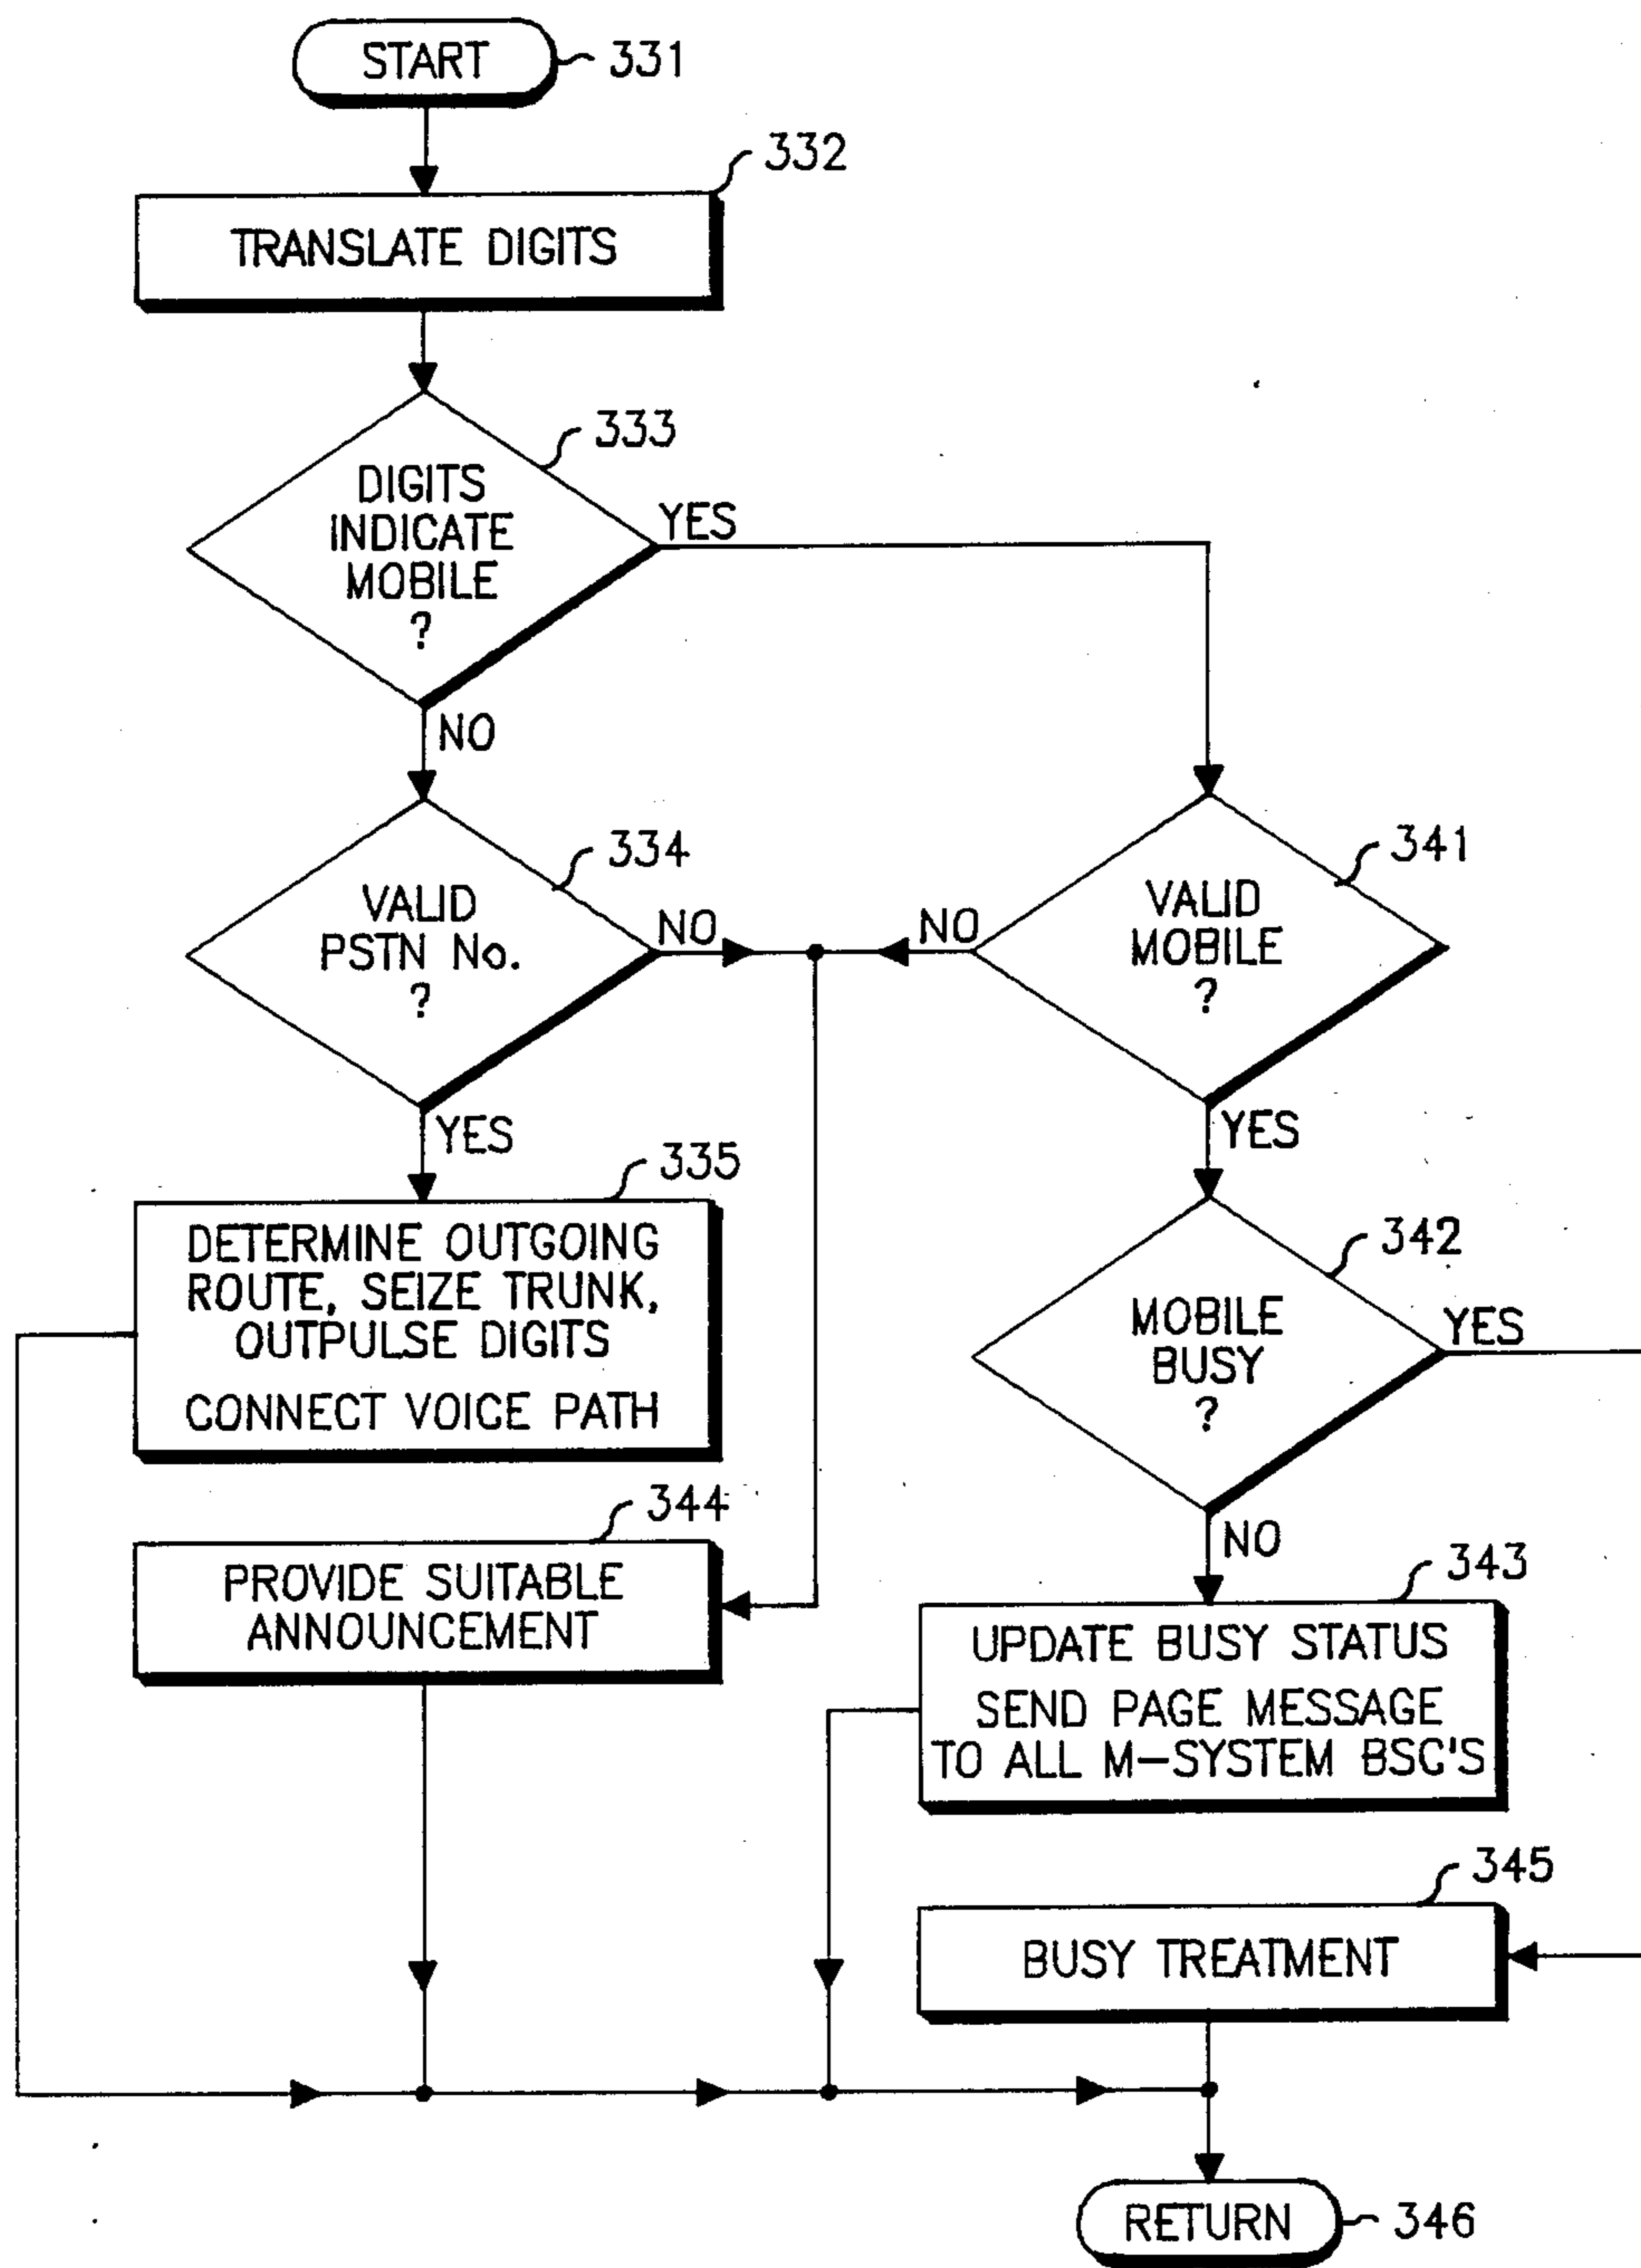 START
331
332
TRANSLATE DIGITS
333
DIGITS
INDICATE
MOBILE
?
YES
NO
334
VALID
PSTN No.
?
NO
NO
341
VALID
MOBILE
?
YES
YES
335
DETERMINE OUTGOING
ROUTE, SEIZE TRUNK,
OUTPULSE DIGITS
CONNECT VOICE PATH
342
MOBILE
BUSY
?
YES
NO
344
PROVIDE SUITABLE
ANNOUNCEMENT
343
UPDATE BUSY STATUS
SEND PAGE MESSAGE
TO ALL M-SYSTEM BSC'S
345
BUSY TREATMENT
RETURN
346